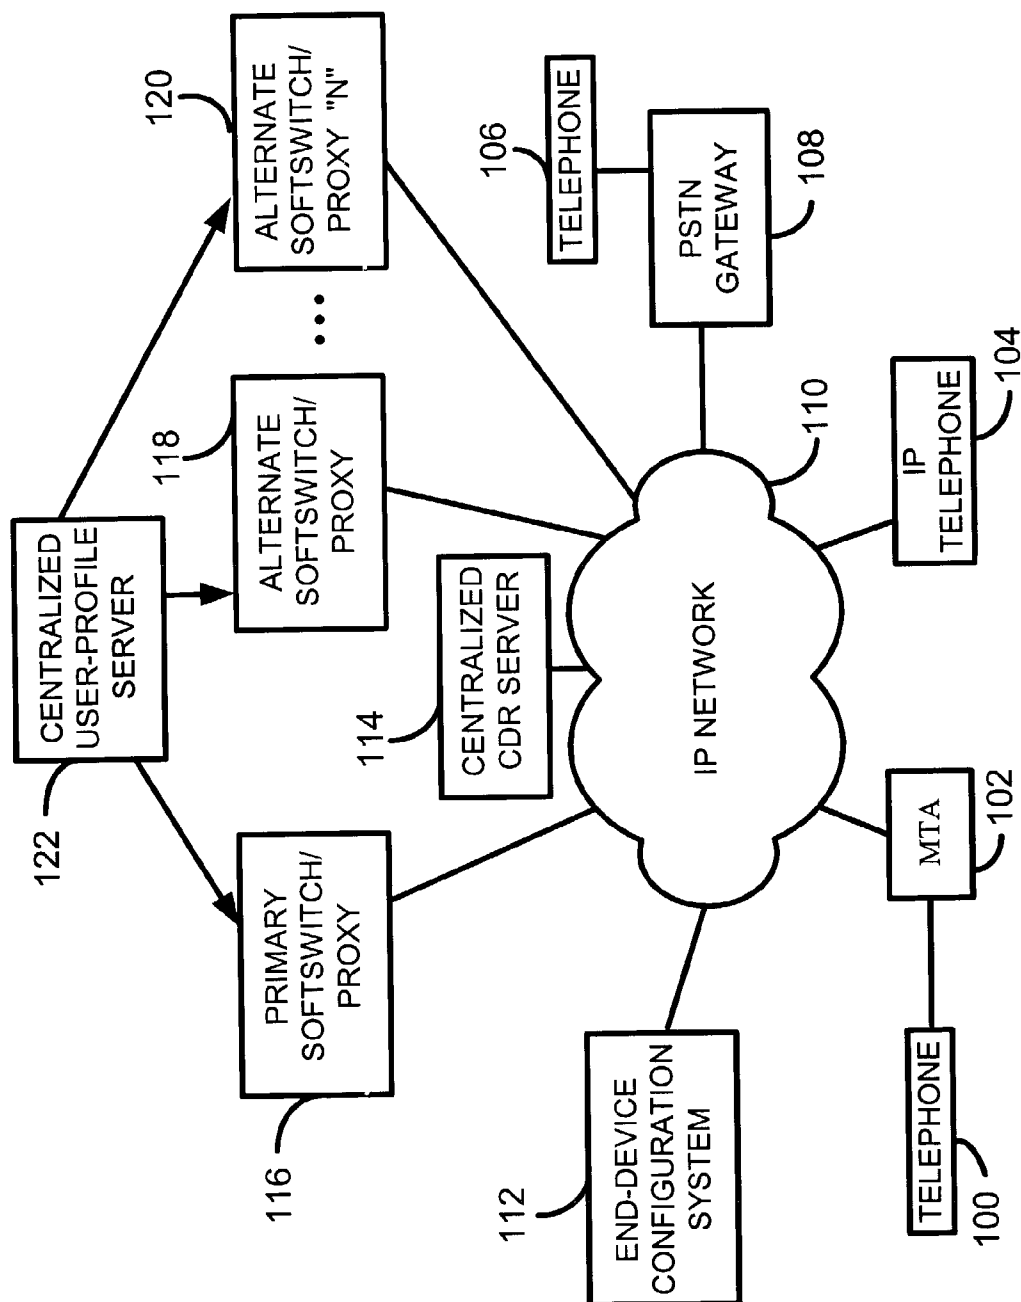 CENTRALIZED
USER-PROFILE
SERVER
122
PRIMARY
SOFTSWITCH/
PROXY
116
ALTERNATE
SOFTSWITCH/
PROXY
118
...
ALTERNATE
SOFTSWITCH/
PROXY "N"
120
CENTRALIZED
CDR SERVER
114
END-DEVICE
CONFIGURATION
SYSTEM
112
IP NETWORK
110
TELEPHONE
106
PSTN
GATEWAY
108
TELEPHONE
100
MTA
102
IP
TELEPHONE
104